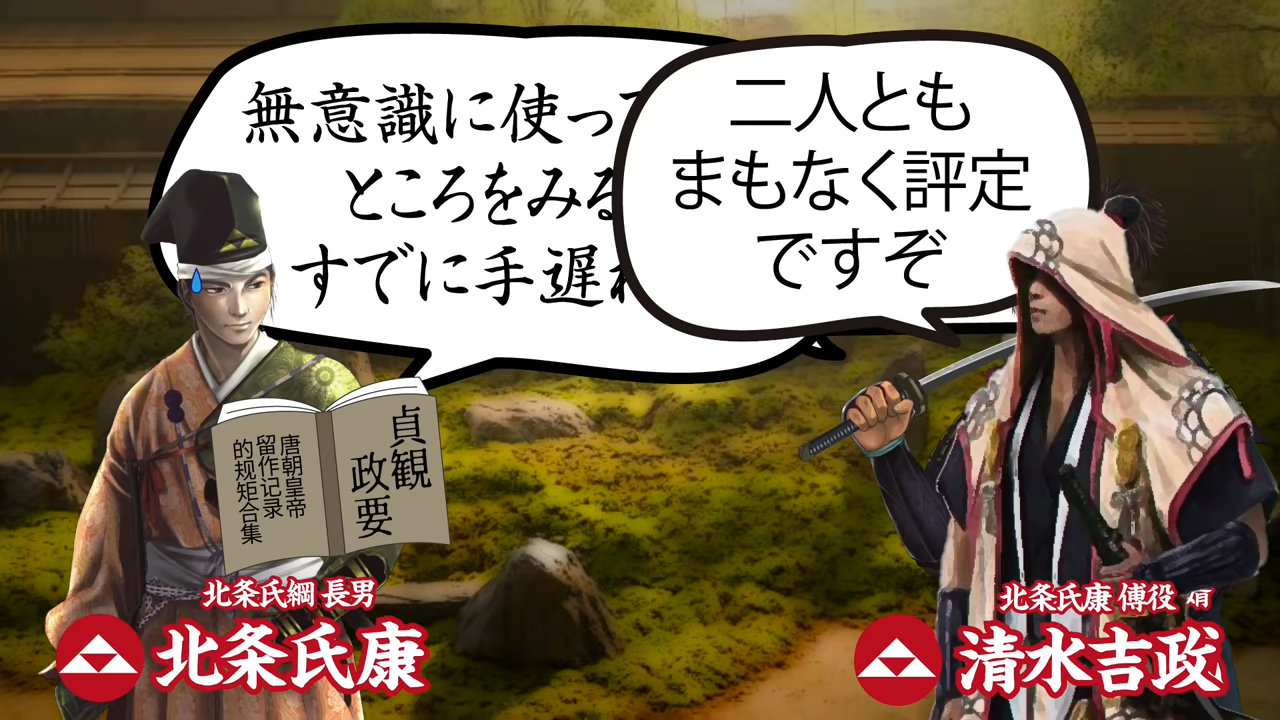 無意識に使っ
ところをみる
すでに手遅れ
二人とも
まもなく評定
ですぞ
貞観
政要
唐朝皇帝
留作记录
的规矩合集
北条氏綱 長男
北条氏康
北条氏康 傅役
清水吉政